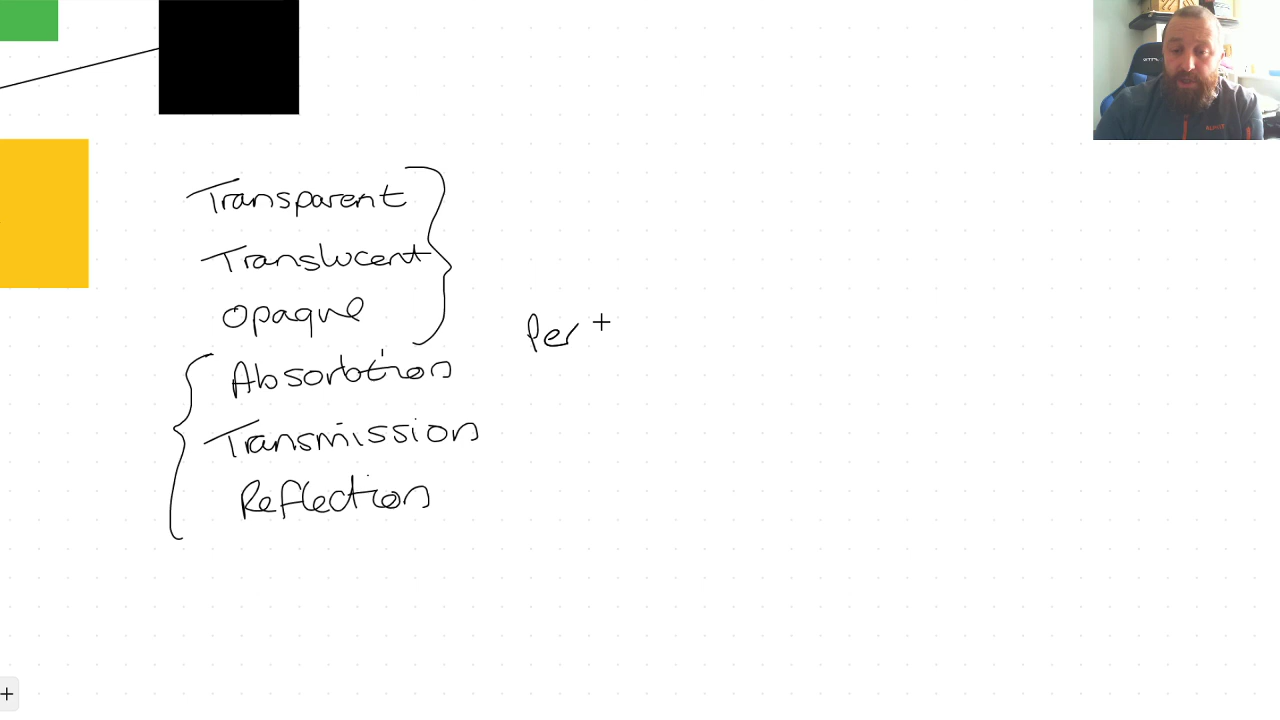 Transparent
Translucent
Opaque
Per
Absorbtion
Transmission
Reflection